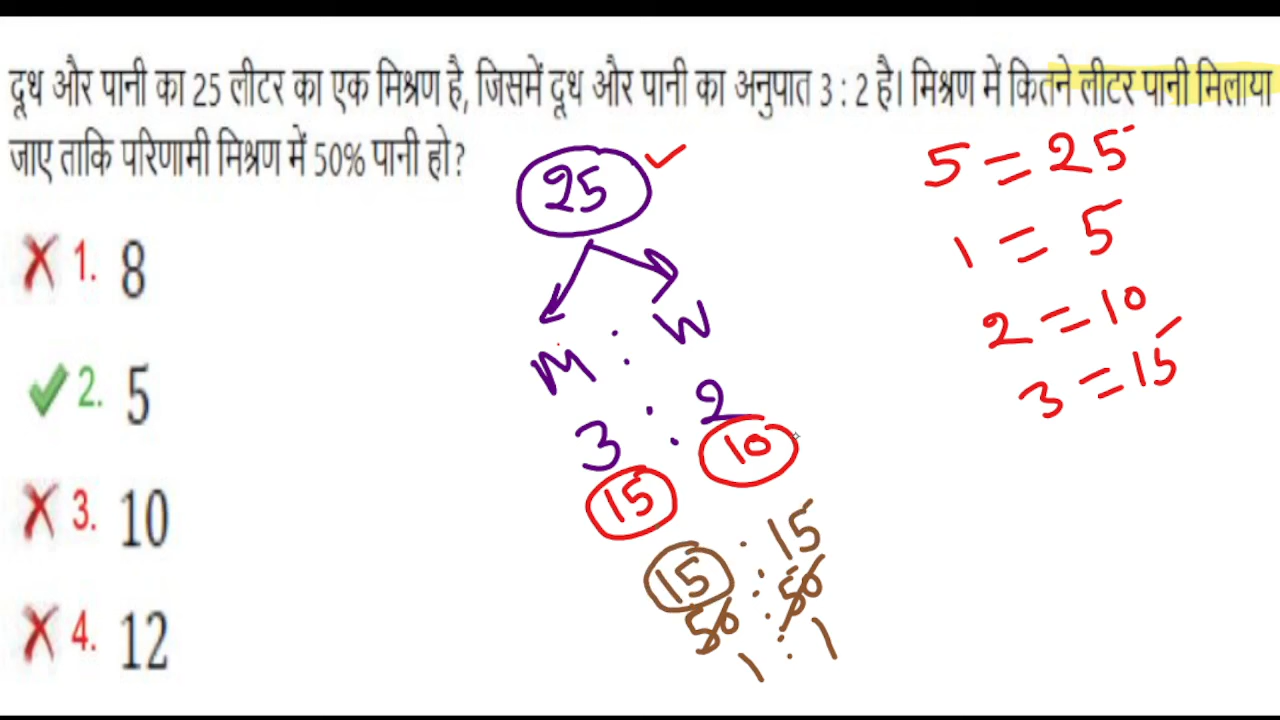 दूध और पानी का 25 लीटर का एक मिश्रण है, जिसमें दूध और पानी का अनुपात 3 : 2 है। मिश्रण में कितने लीटर पानी मिलाया
जाए ताकि परिणामी मिश्रण में 50% पानी हो?
1. 8
2. 5
3. 10
4. 12
25
M : W
3 : 2
15 10
15 : 15
50 : 50
1 : 1
5 = 25
1 = 5
2 = 10
3 = 15